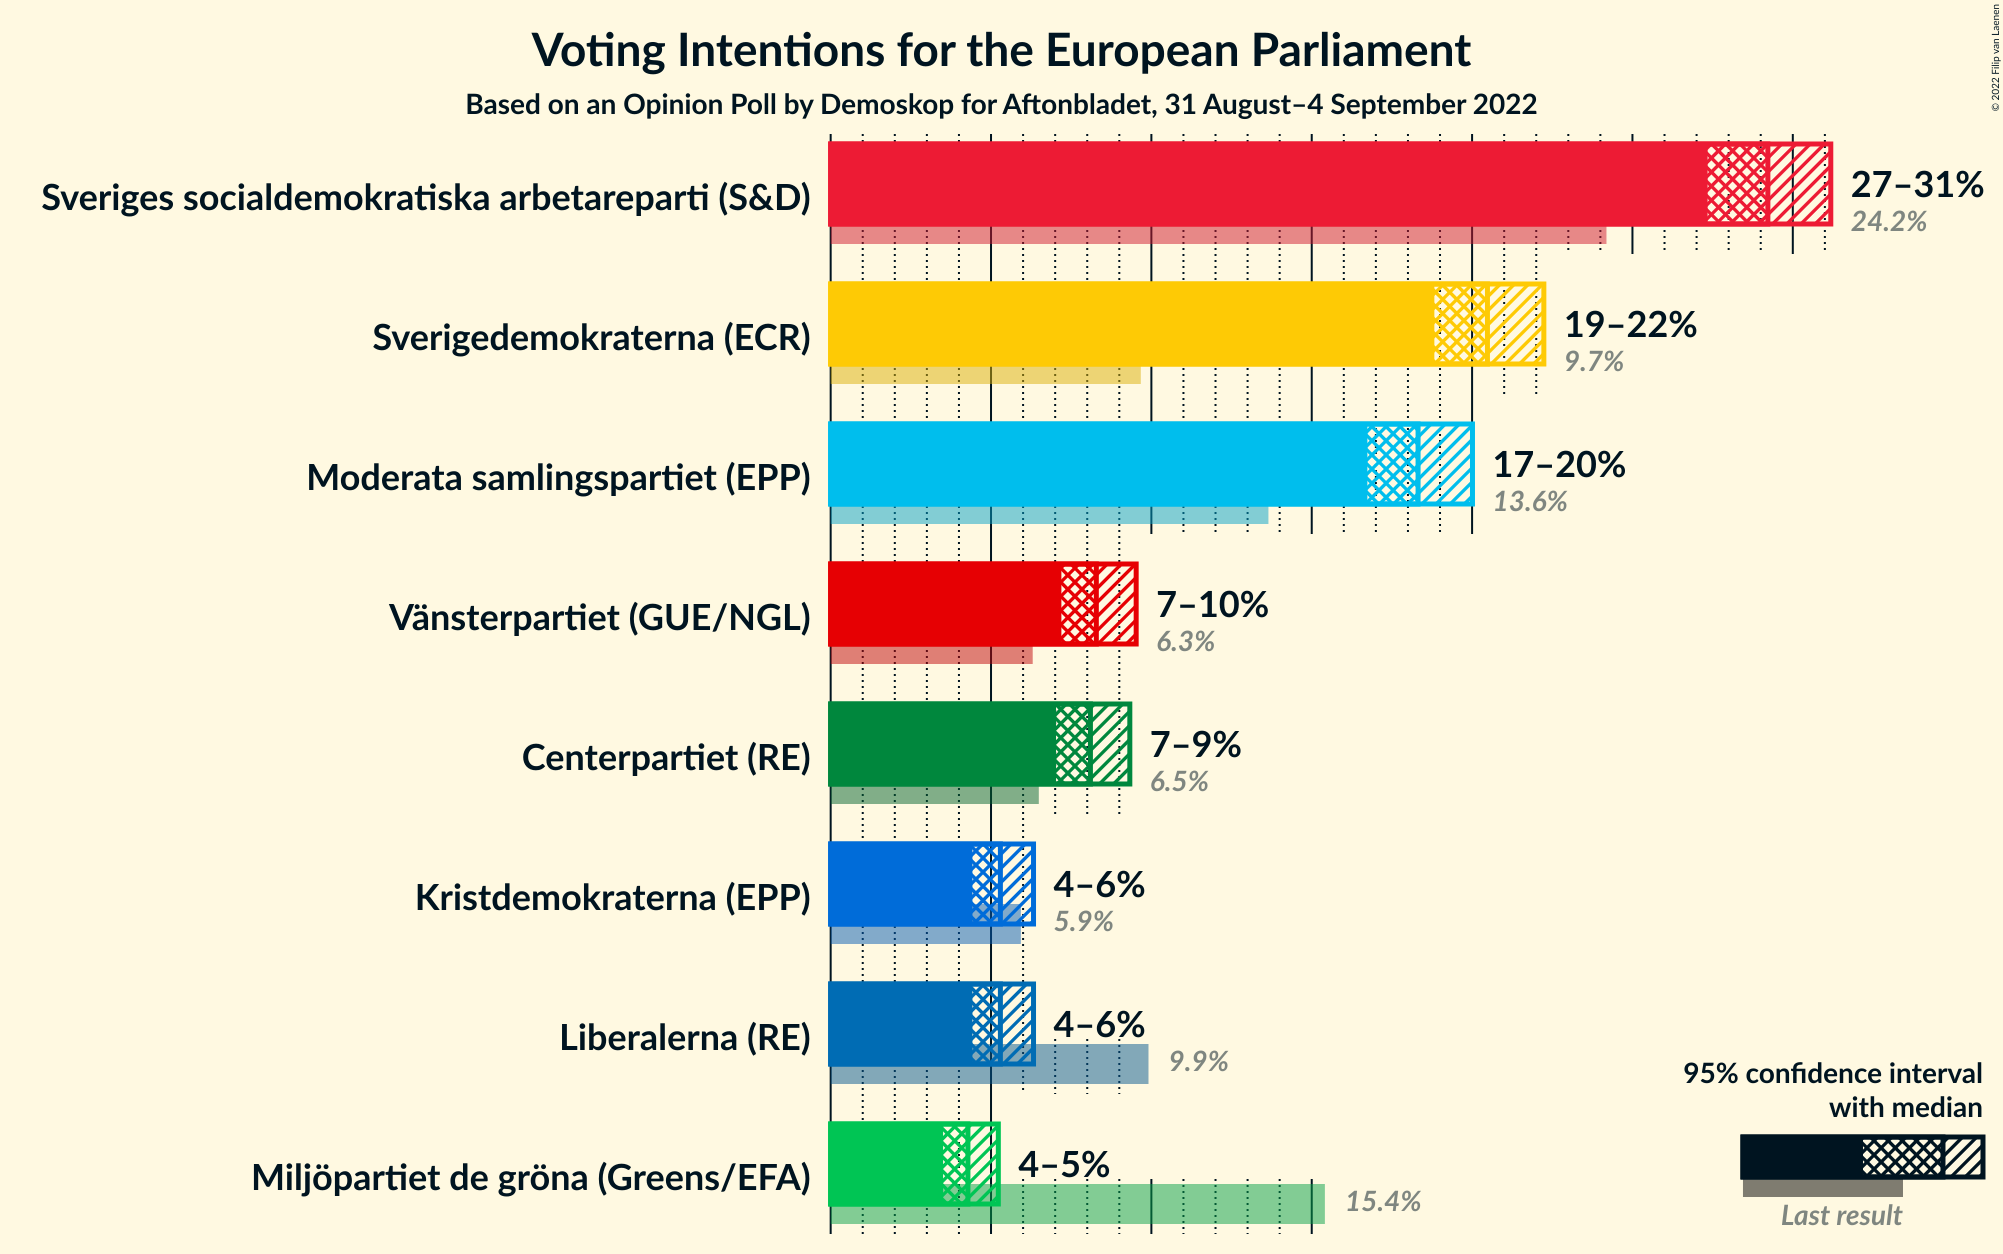 Voting Intentions for the European Parliament
Based on an Opinion Poll by Demoskop for Aftonbladet, 31 August–4 September 2022
© 2022 Filip van Laenen
Sveriges socialdemokratiska arbetareparti (S&D)
27–31%
24.2%
Sverigedemokraterna (ECR)
19–22%
9.7%
Moderata samlingspartiet (EPP)
17–20%
13.6%
Vänsterpartiet (GUE/NGL)
7–10%
6.3%
Centerpartiet (RE)
7–9%
6.5%
Kristdemokraterna (EPP)
4–6%
5.9%
Liberalerna (RE)
4–6%
9.9%
Miljöpartiet de gröna (Greens/EFA)
4–5%
15.4%
95% confidence interval
with median
Last result